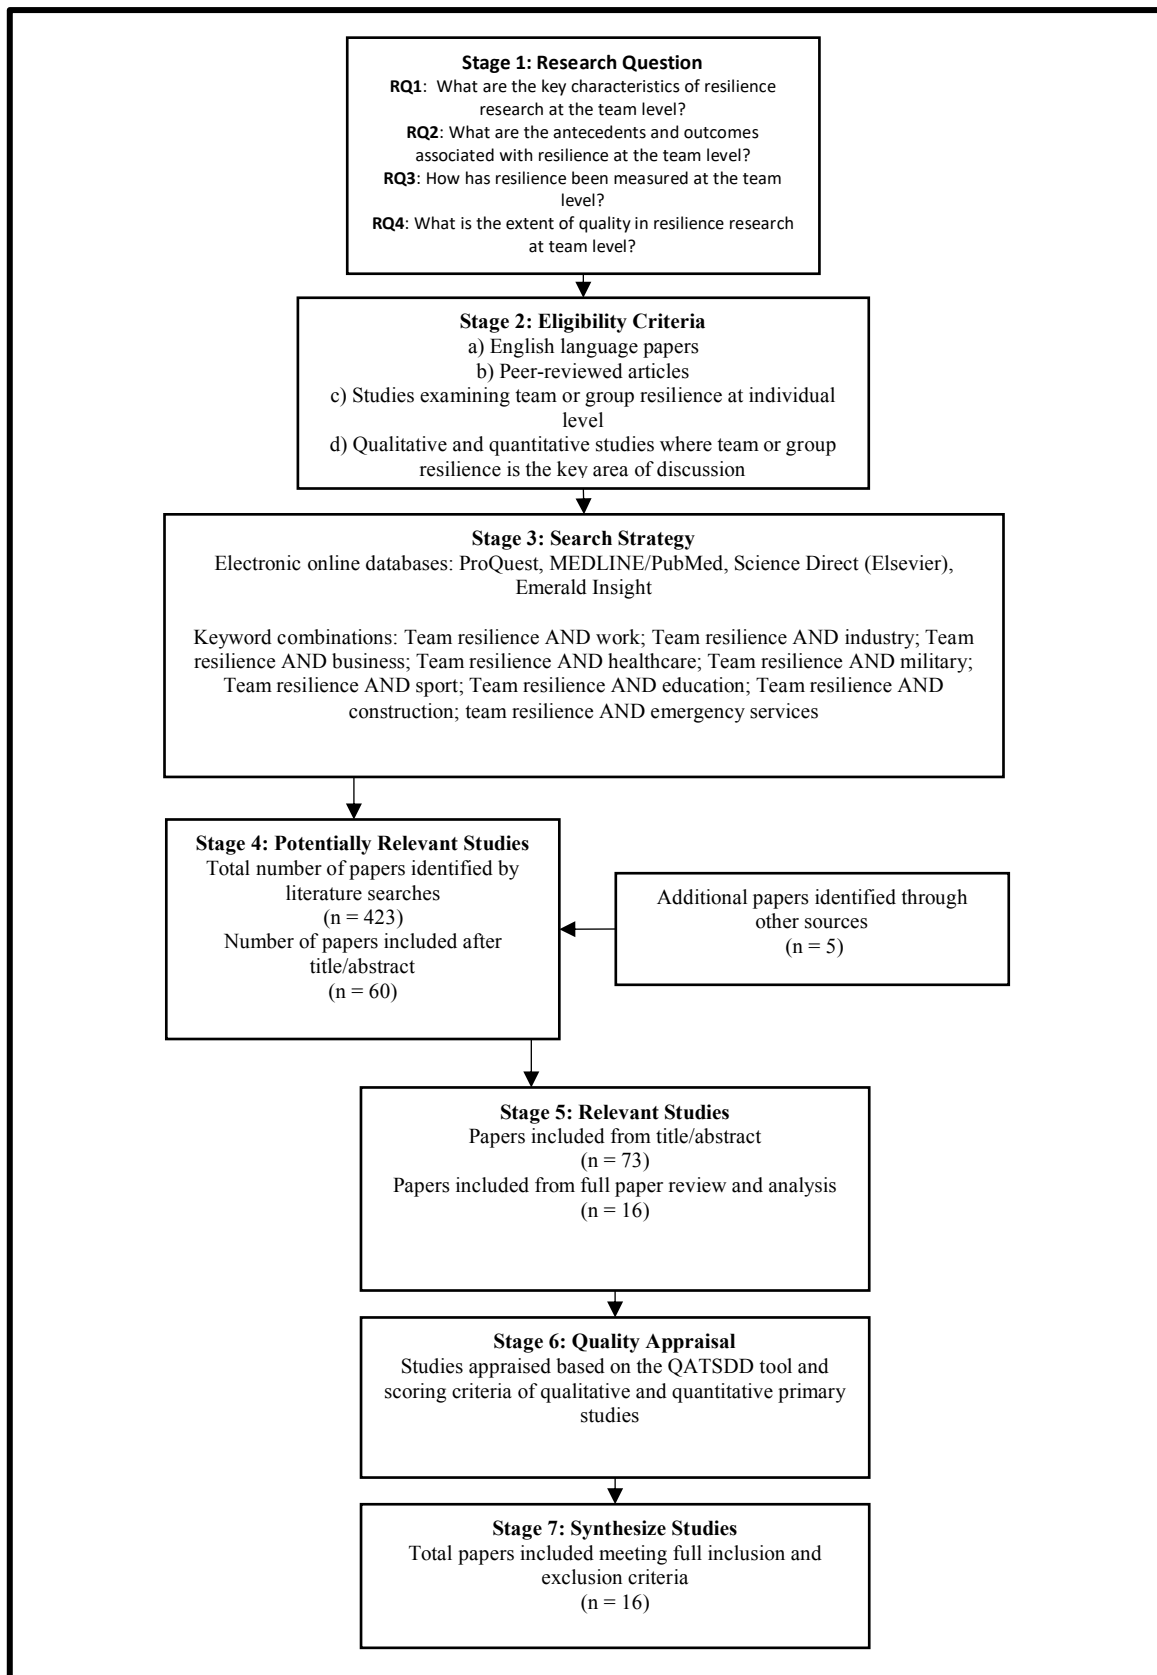 Stage 1: Research Question
RQ1:  What are the key characteristics of resilience
research at the team level?
RQ2: What are the antecedents and outcomes
associated with resilience at the team level?
RQ3: How has resilience been measured at the team
level?
RQ4: What is the extent of quality in resilience research
at team level?
Stage 2: Eligibility Criteria
a) English language papers
b) Peer-reviewed articles
c) Studies examining team or group resilience at individual
level
d) Qualitative and quantitative studies where team or group
resilience is the key area of discussion
Stage 3: Search Strategy
Electronic online databases: ProQuest, MEDLINE/PubMed, Science Direct (Elsevier),
Emerald Insight
Keyword combinations: Team resilience AND work; Team resilience AND industry; Team
resilience AND business; Team resilience AND healthcare; Team resilience AND military;
Team resilience AND sport; Team resilience AND education; Team resilience AND
construction; team resilience AND emergency services
Stage 4: Potentially Relevant Studies
Total number of papers identified by
literature searches
(n = 423)
Number of papers included after
title/abstract
(n = 60)
Additional papers identified through
other sources
(n = 5)
Stage 5: Relevant Studies
Papers included from title/abstract
(n = 73)
Papers included from full paper review and analysis
(n = 16)
Stage 6: Quality Appraisal
Studies appraised based on the QATSDD tool and
scoring criteria of qualitative and quantitative primary
studies
Stage 7: Synthesize Studies
Total papers included meeting full inclusion and
exclusion criteria
(n = 16)